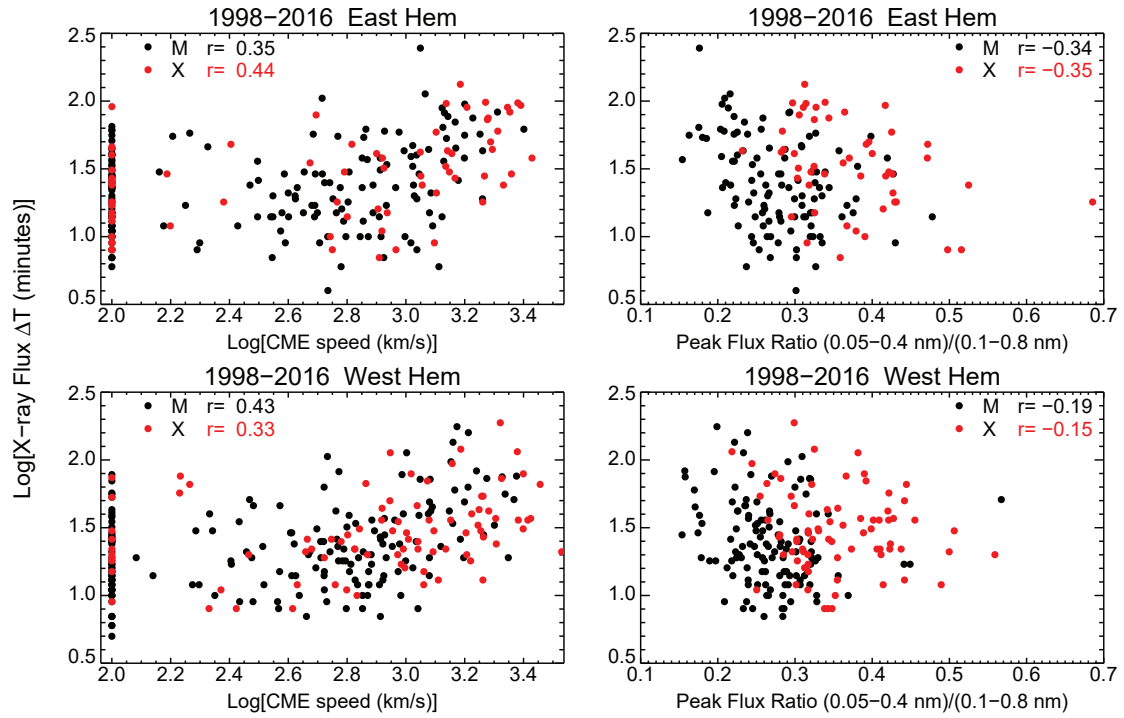 1998−2016 East Hem
1998−2016 East Hem
2.5
2.0
1.5
1.0
0.5
M r= 0.35
X r= 0.44
2.0 2.2 2.4 2.6 2.8 3.0 3.2 3.4
Log[CME speed (km/s)]
2.5
2.0
1.5
1.0
0.5
M r= −0.34
X r= −0.35
0.1 0.2 0.3 0.4 0.5 0.6 0.7
Peak Flux Ratio (0.05−0.4 nm)/(0.1−0.8 nm)
Log[X−ray Flux ΔT (minutes)]
1998−2016 West Hem
1998−2016 West Hem
2.5
2.0
1.5
1.0
0.5
M r= 0.43
X r= 0.33
2.0 2.2 2.4 2.6 2.8 3.0 3.2 3.4
Log[CME speed (km/s)]
2.5
2.0
1.5
1.0
0.5
M r= −0.19
X r= −0.15
0.1 0.2 0.3 0.4 0.5 0.6 0.7
Peak Flux Ratio (0.05−0.4 nm)/(0.1−0.8 nm)